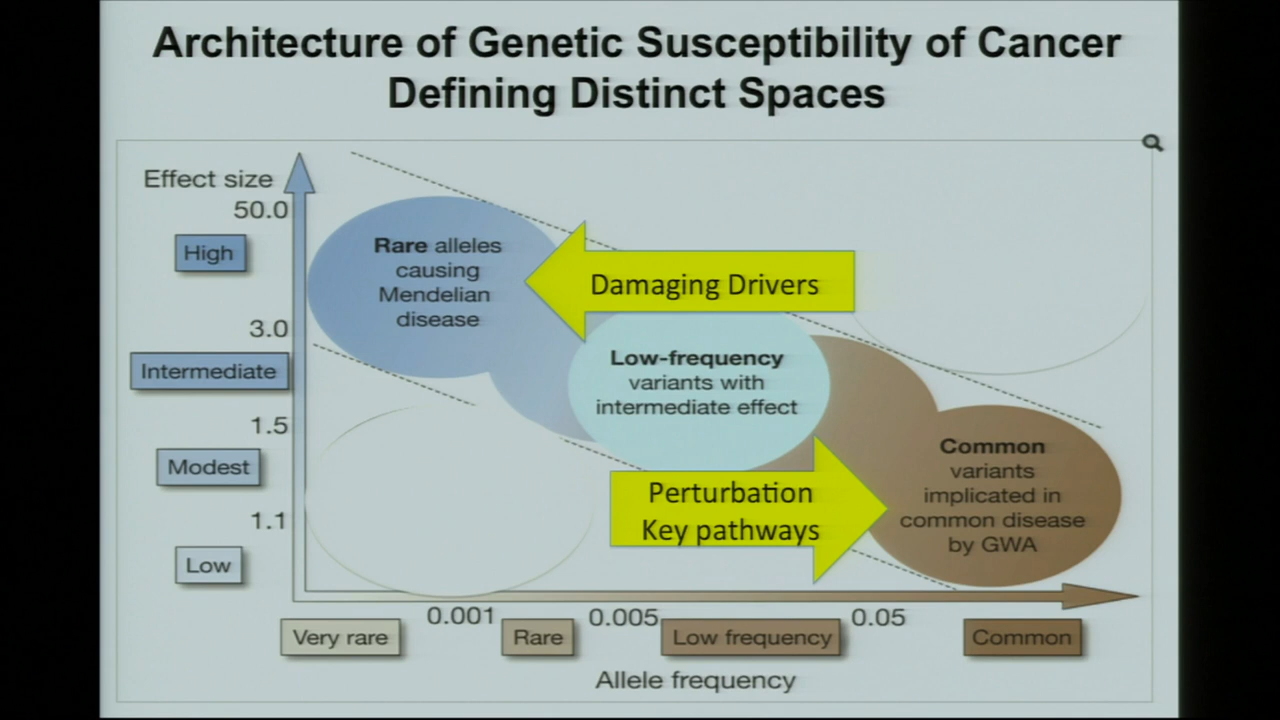 Architecture of Genetic Susceptibility of Cancer
Defining Distinct Spaces
Effect size
50.0
High
3.0
Intermediate
1.5
Modest
1.1
Low
Rare alleles
causing
Mendelian
disease
Damaging Drivers
Low-frequency
variants with
intermediate effect
Perturbation
Key pathways
Common
variants
implicated in
common disease
by GWA
0.001
0.005
0.05
Very rare
Rare
Low frequency
Common
Allele frequency